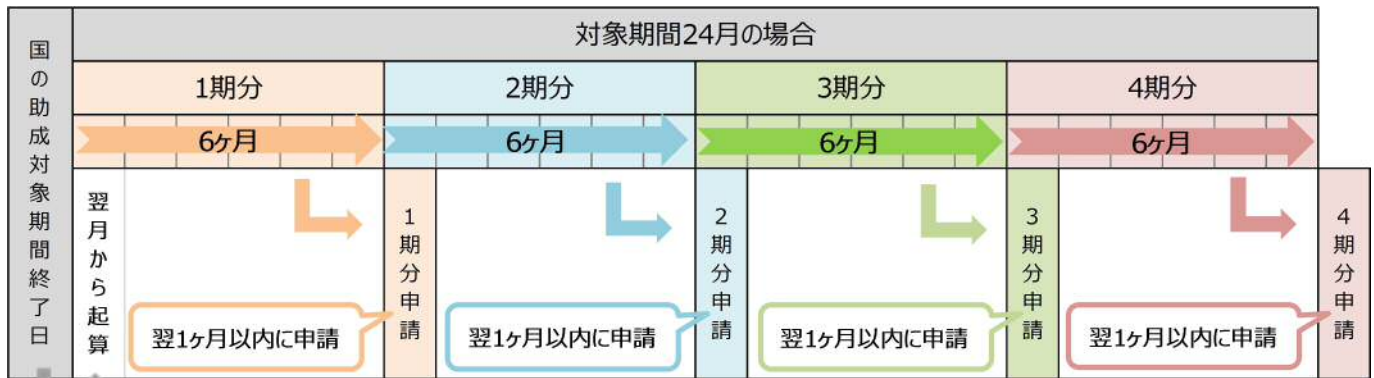 国の助成対象期間終了日
対象期間24月の場合
1期分
2期分
3期分
4期分
6ヶ月
6ヶ月
6ヶ月
6ヶ月
翌月から起算
翌1ヶ月以内に申請
1期分申請
翌1ヶ月以内に申請
2期分申請
翌1ヶ月以内に申請
3期分申請
翌1ヶ月以内に申請
4期分申請